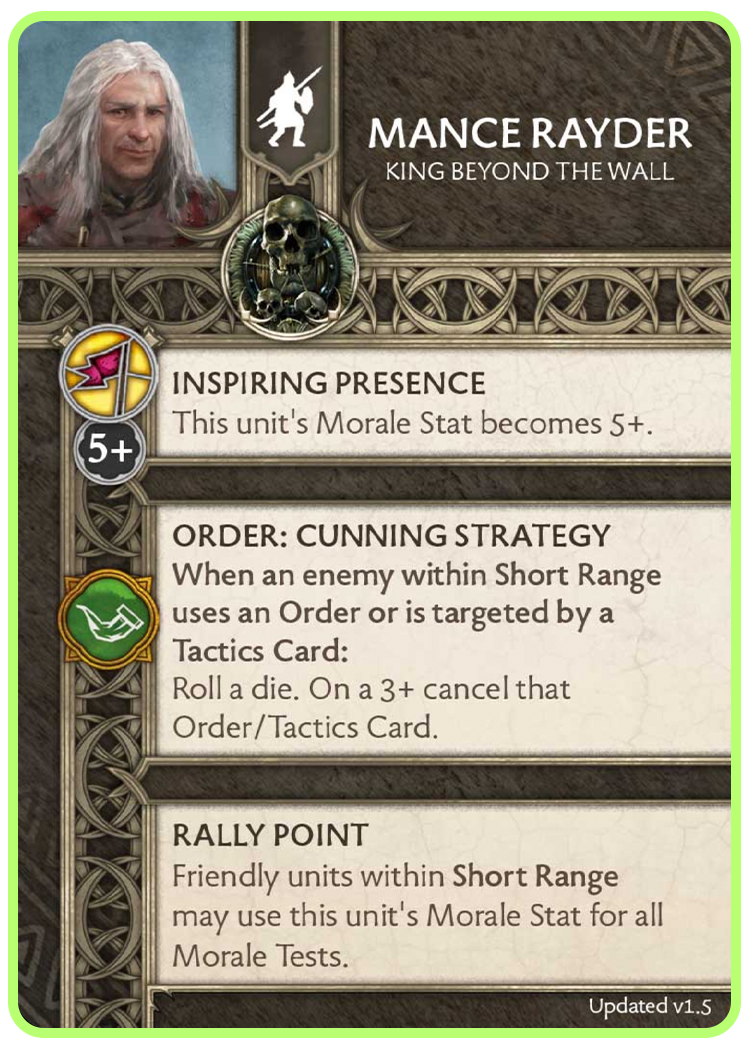 MANCE RAYDER
KING BEYOND THE WALL
INSPIRING PRESENCE
This unit's Morale Stat becomes 5+.
5+
ORDER: CUNNING STRATEGY
When an enemy within Short Range
uses an Order or is targeted by a
Tactics Card:
Roll a die. On a 3+ cancel that
Order/Tactics Card.
RALLY POINT
Friendly units within Short Range
may use this unit's Morale Stat for all
Morale Tests.
Updated v1.5